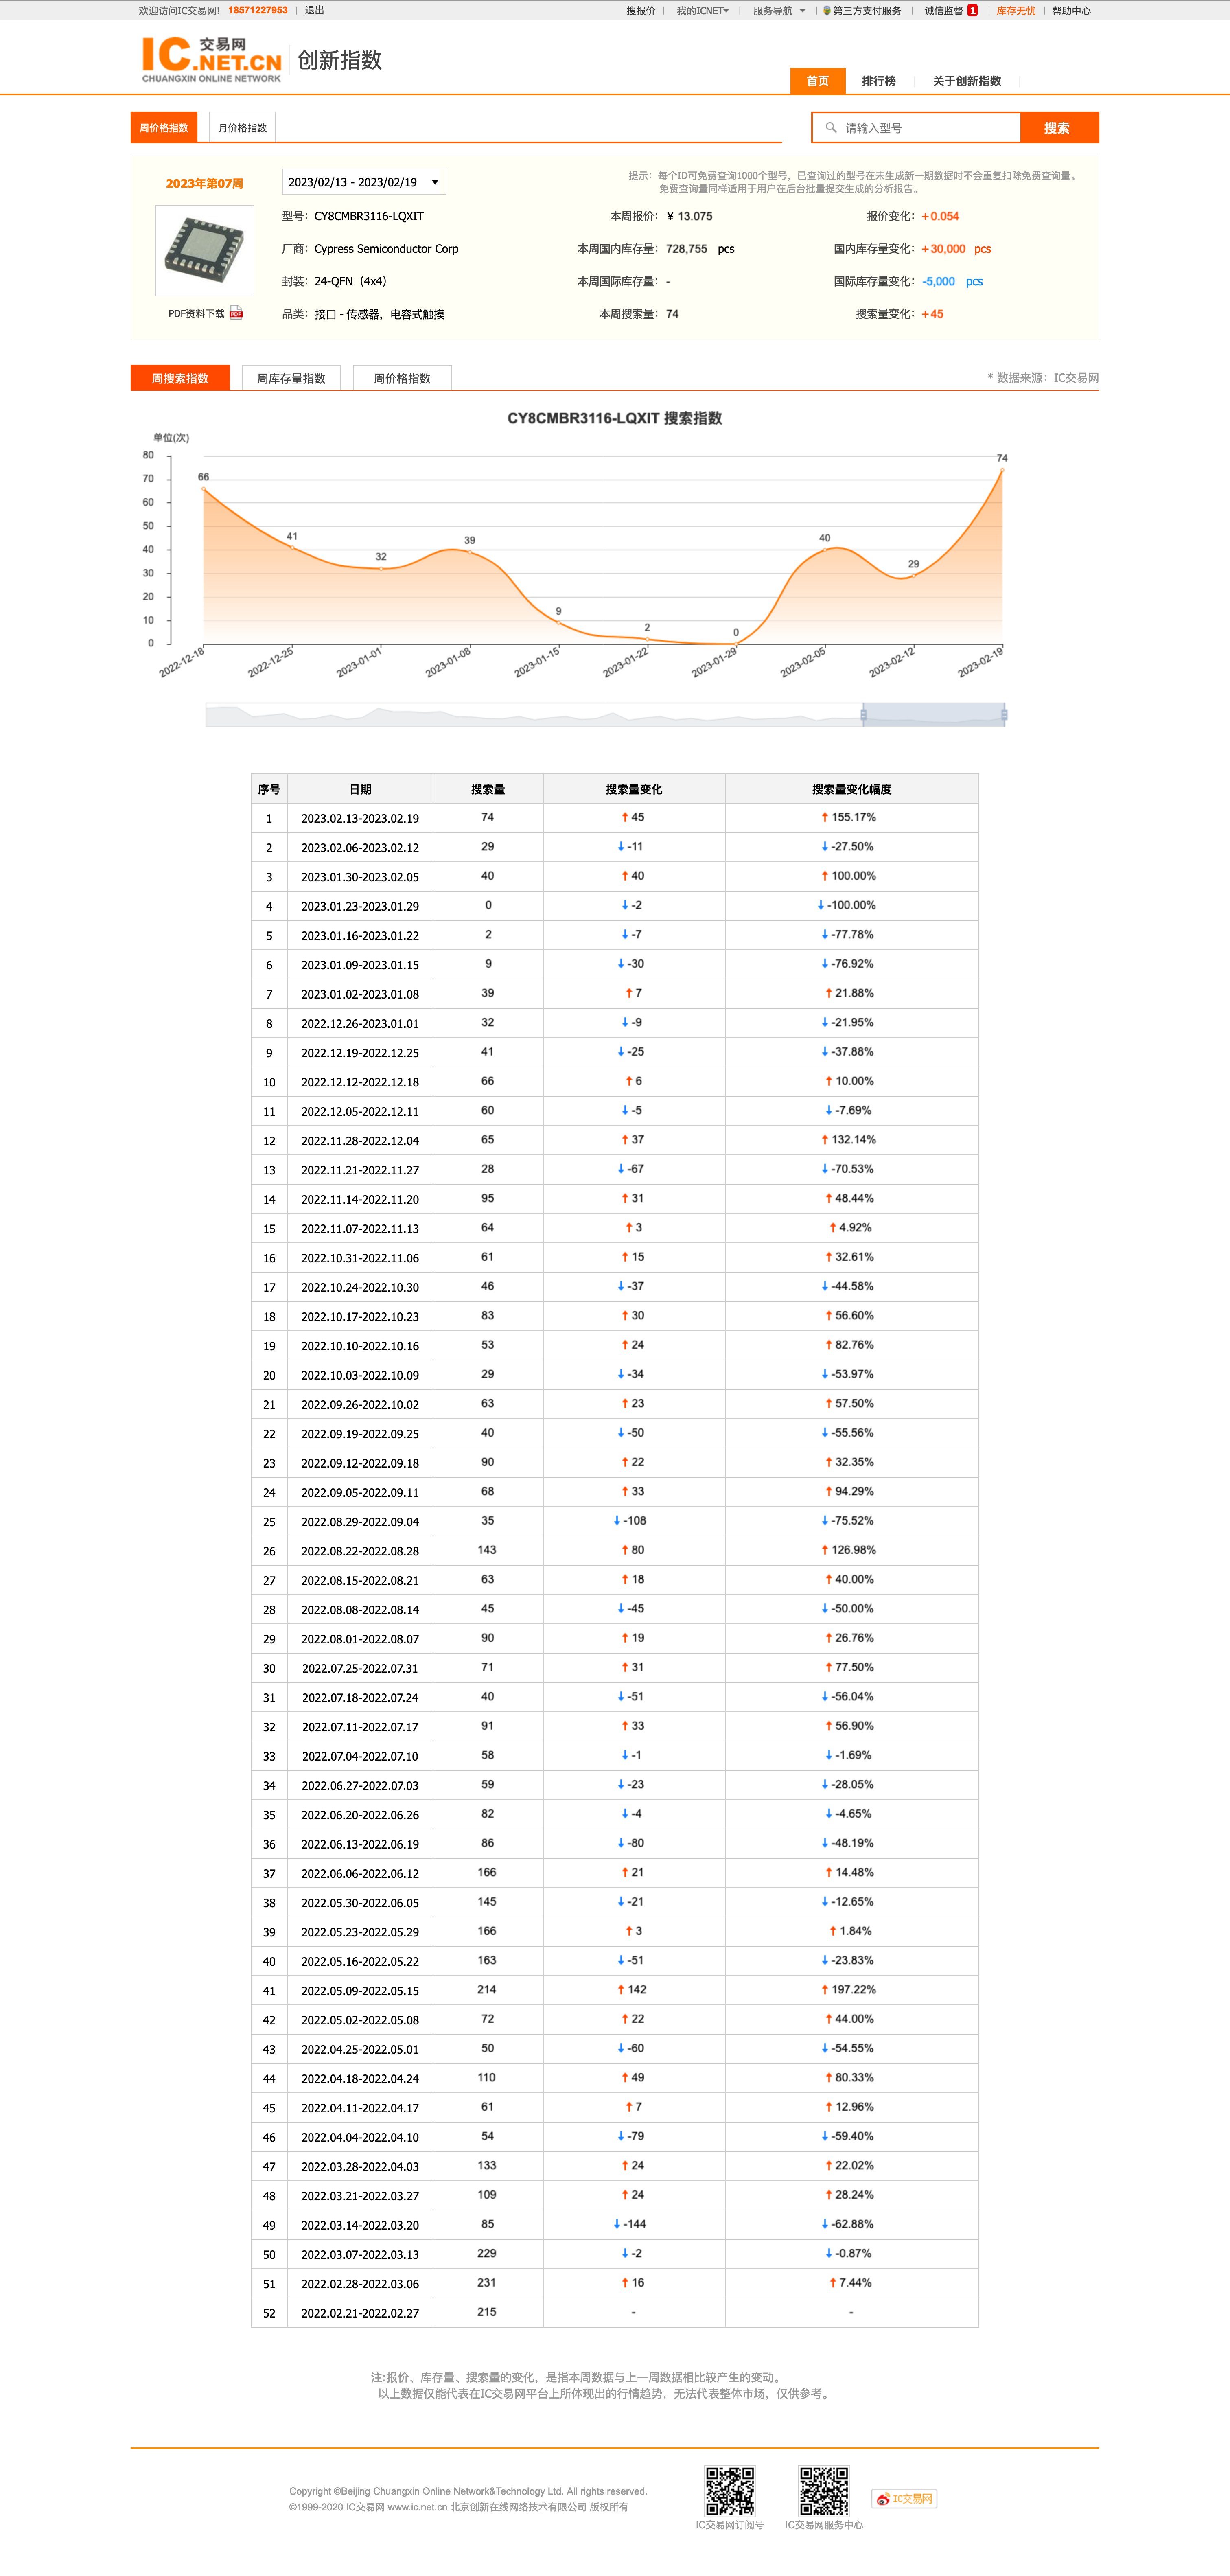 欢迎访问IC交易网! 18571227953 | 退出 搜报价 | 我的ICNET | 服务导航 | 第三方支付服务 | 诚信监督 1 | 库存无忧 | 帮助中心
IC 交易网 .NET.CN 创新指数
CHUANGXIN ONLINE NETWORK
首页 排行榜 关于创新指数
周价格指数 月价格指数 请输入型号 搜索
2023年第07周 2023/02/13 - 2023/02/19
提示：每个ID可免费查询1000个型号，已查询过的型号在未生成新一期数据时不会重复扣除免费查询量。
免费查询量同样适用于用户在后台批量提交生成的分析报告。
型号：CY8CMBR3116-LQXIT 本周报价：¥ 13.075 报价变化：+0.054
厂商：Cypress Semiconductor Corp 本周国内库存量：728,755 pcs 国内库存量变化：+30,000 pcs
封装：24-QFN（4x4） 本周国际库存量：- 国际库存量变化：-5,000 pcs
PDF资料下载 品类：接口 - 传感器，电容式触摸 本周搜索量：74 搜索量变化：+45
周搜索指数 周库存量指数 周价格指数 * 数据来源：IC交易网
CY8CMBR3116-LQXIT 搜索指数
单位(次)
80
70
60
50
40
30
20
10
0
66 41 32 39 9 2 0 40 29 74
2022-12-18 2022-12-25 2023-01-01 2023-01-08 2023-01-15 2023-01-22 2023-01-29 2023-02-05 2023-02-12 2023-02-19
序号 日期 搜索量 搜索量变化 搜索量变化幅度
1 2023.02.13-2023.02.19 74 ↑ 45 ↑ 155.17%
2 2023.02.06-2023.02.12 29 ↓ -11 ↓ -27.50%
3 2023.01.30-2023.02.05 40 ↑ 40 ↑ 100.00%
4 2023.01.23-2023.01.29 0 ↓ -2 ↓ -100.00%
5 2023.01.16-2023.01.22 2 ↓ -7 ↓ -77.78%
6 2023.01.09-2023.01.15 9 ↓ -30 ↓ -76.92%
7 2023.01.02-2023.01.08 39 ↑ 7 ↑ 21.88%
8 2022.12.26-2023.01.01 32 ↓ -9 ↓ -21.95%
9 2022.12.19-2022.12.25 41 ↓ -25 ↓ -37.88%
10 2022.12.12-2022.12.18 66 ↑ 6 ↑ 10.00%
11 2022.12.05-2022.12.11 60 ↓ -5 ↓ -7.69%
12 2022.11.28-2022.12.04 65 ↑ 37 ↑ 132.14%
13 2022.11.21-2022.11.27 28 ↓ -67 ↓ -70.53%
14 2022.11.14-2022.11.20 95 ↑ 31 ↑ 48.44%
15 2022.11.07-2022.11.13 64 ↑ 3 ↑ 4.92%
16 2022.10.31-2022.11.06 61 ↑ 15 ↑ 32.61%
17 2022.10.24-2022.10.30 46 ↓ -37 ↓ -44.58%
18 2022.10.17-2022.10.23 83 ↑ 30 ↑ 56.60%
19 2022.10.10-2022.10.16 53 ↑ 24 ↑ 82.76%
20 2022.10.03-2022.10.09 29 ↓ -34 ↓ -53.97%
21 2022.09.26-2022.10.02 63 ↑ 23 ↑ 57.50%
22 2022.09.19-2022.09.25 40 ↓ -50 ↓ -55.56%
23 2022.09.12-2022.09.18 90 ↑ 22 ↑ 32.35%
24 2022.09.05-2022.09.11 68 ↑ 33 ↑ 94.29%
25 2022.08.29-2022.09.04 35 ↓ -108 ↓ -75.52%
26 2022.08.22-2022.08.28 143 ↑ 80 ↑ 126.98%
27 2022.08.15-2022.08.21 63 ↑ 18 ↑ 40.00%
28 2022.08.08-2022.08.14 45 ↓ -45 ↓ -50.00%
29 2022.08.01-2022.08.07 90 ↑ 19 ↑ 26.76%
30 2022.07.25-2022.07.31 71 ↑ 31 ↑ 77.50%
31 2022.07.18-2022.07.24 40 ↓ -51 ↓ -56.04%
32 2022.07.11-2022.07.17 91 ↑ 33 ↑ 56.90%
33 2022.07.04-2022.07.10 58 ↓ -1 ↓ -1.69%
34 2022.06.27-2022.07.03 59 ↓ -23 ↓ -28.05%
35 2022.06.20-2022.06.26 82 ↓ -4 ↓ -4.65%
36 2022.06.13-2022.06.19 86 ↓ -80 ↓ -48.19%
37 2022.06.06-2022.06.12 166 ↑ 21 ↑ 14.48%
38 2022.05.30-2022.06.05 145 ↓ -21 ↓ -12.65%
39 2022.05.23-2022.05.29 166 ↑ 3 ↑ 1.84%
40 2022.05.16-2022.05.22 163 ↓ -51 ↓ -23.83%
41 2022.05.09-2022.05.15 214 ↑ 142 ↑ 197.22%
42 2022.05.02-2022.05.08 72 ↑ 22 ↑ 44.00%
43 2022.04.25-2022.05.01 50 ↓ -60 ↓ -54.55%
44 2022.04.18-2022.04.24 110 ↑ 49 ↑ 80.33%
45 2022.04.11-2022.04.17 61 ↑ 7 ↑ 12.96%
46 2022.04.04-2022.04.10 54 ↓ -79 ↓ -59.40%
47 2022.03.28-2022.04.03 133 ↑ 24 ↑ 22.02%
48 2022.03.21-2022.03.27 109 ↑ 24 ↑ 28.24%
49 2022.03.14-2022.03.20 85 ↓ -144 ↓ -62.88%
50 2022.03.07-2022.03.13 229 ↓ -2 ↓ -0.87%
51 2022.02.28-2022.03.06 231 ↑ 16 ↑ 7.44%
52 2022.02.21-2022.02.27 215 - -
注:报价、库存量、搜索量的变化，是指本周数据与上一周数据相比较产生的变动。
以上数据仅能代表在IC交易网平台上所体现出的行情趋势，无法代表整体市场，仅供参考。
Copyright ©Beijing Chuangxin Online Network&Technology Ltd. All rights reserved.
©1999-2020 IC交易网 www.ic.net.cn 北京创新在线网络技术有限公司 版权所有
IC交易网
IC交易网订阅号 IC交易网服务中心